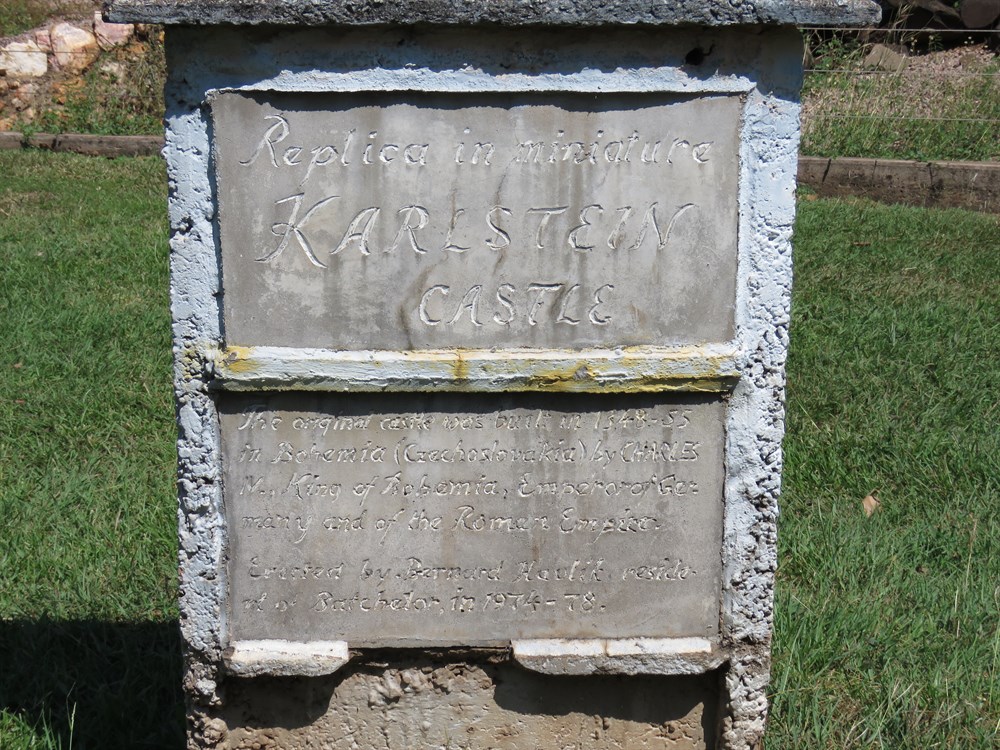 Replica in miniature
KARLSTEIN
CASTLE
The original castle was built in 1348-55
in Bohemia (Czechoslovakia) by CHARLES
IV., King of Bohemia, Emperor of Ger
many and of the Roman Empire.
Erected by Bernard Havlik, reside-
nt of Batchelor, in 1974-78.